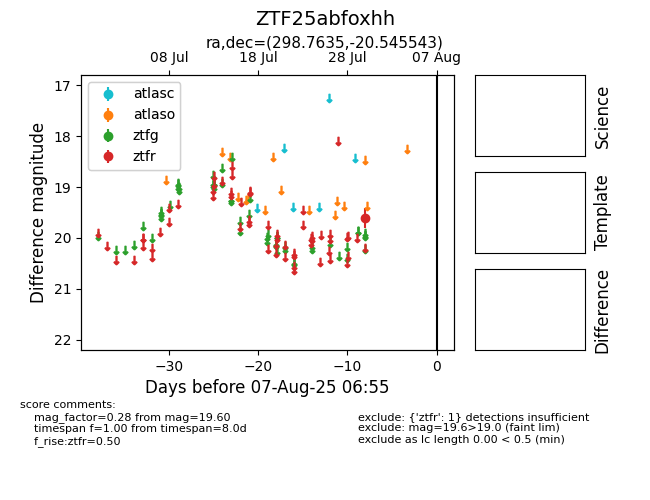 ZTF25abfoxhh
ra,dec=(298.7635,-20.545543)
08 Jul 18 Jul 28 Jul 07 Aug
17
18
19
20
21
22
Difference magnitude
atlasc
atlaso
ztfg
ztfr
−30 −20 −10 0
Days before 07-Aug-25 06:55
Science
Template
Difference
score comments:
mag_factor=0.28 from mag=19.60
timespan f=1.00 from timespan=8.0d
f_rise:ztfr=0.50
exclude: {'ztfr': 1} detections insufficient
exclude: mag=19.6>19.0 (faint lim)
exclude as lc length 0.00 < 0.5 (min)